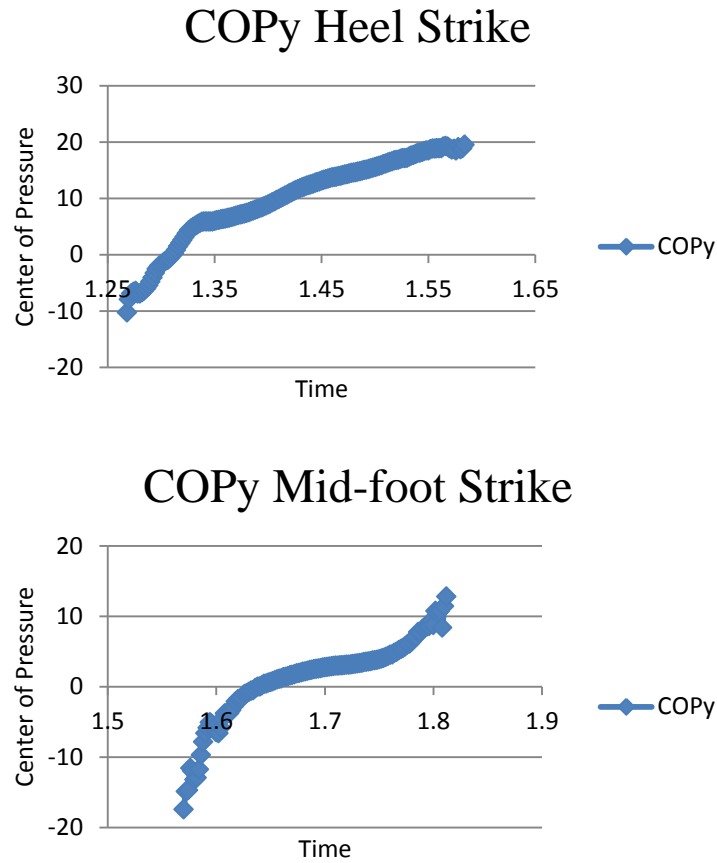 COPy Heel Strike
30
20
10
0
-10
-20
1.25 1.35 1.45 1.55 1.65
Center of Pressure
Time
COPy
COPy Mid-foot Strike
20
10
0
-10
-20
1.5 1.6 1.7 1.8 1.9
Center of Pressure
Time
COPy